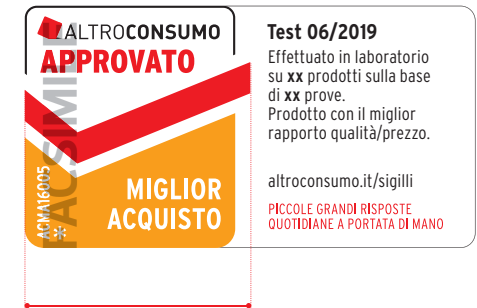 ALTROCONSUMO
APPROVATO
FACSIMILE
ACMA16005
*
MIGLIOR
ACQUISTO
Test 06/2019
Effettuato in laboratorio
su xx prodotti sulla base
di xx prove.
Prodotto con il miglior
rapporto qualità/prezzo.
altroconsumo.it/sigilli
PICCOLE GRANDI RISPOSTE
QUOTIDIANE A PORTATA DI MANO